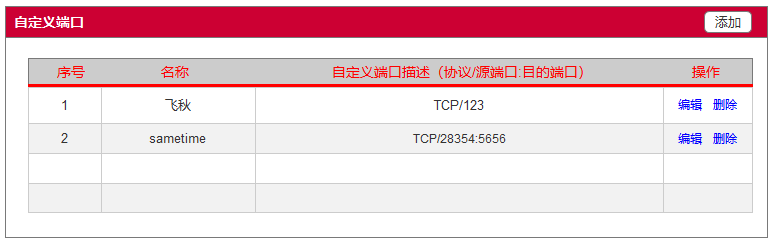 自定义端口 添加
序号 名称 自定义端口描述（协议/源端口:目的端口） 操作
1 飞秋 TCP/123 编辑 删除
2 sametime TCP/28354:5656 编辑 删除